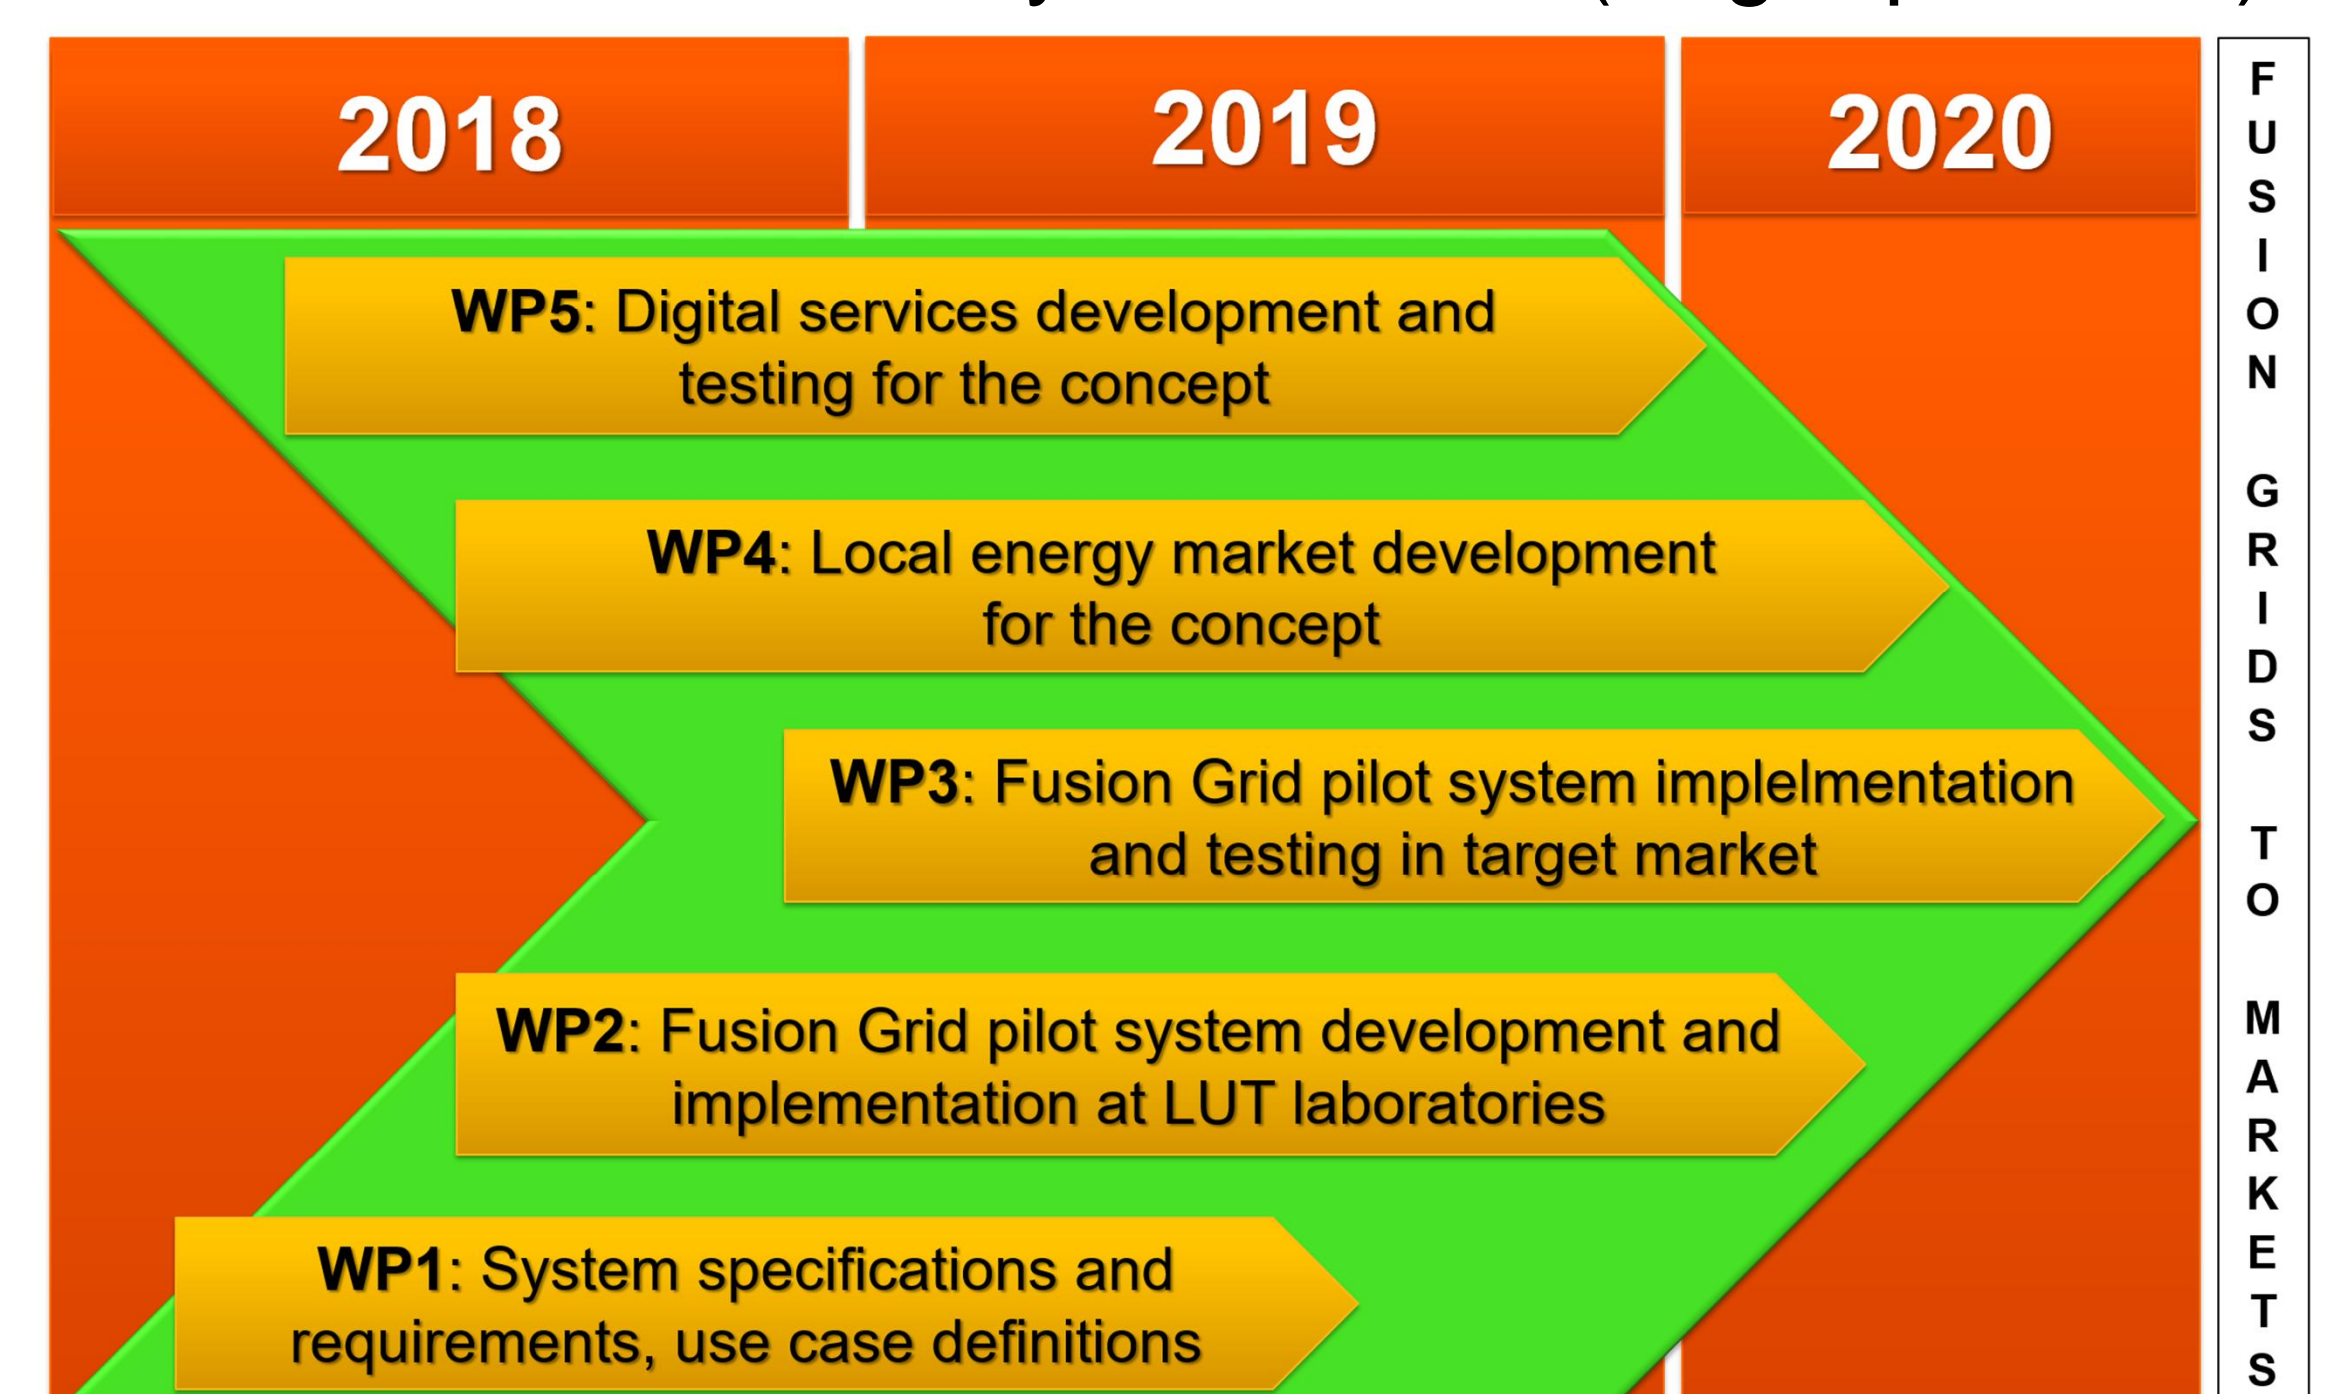 2018
2019
2020
WP5: Digital services development and
testing for the concept
WP4: Local energy market development
for the concept
WP3: Fusion Grid pilot system implelmentation
and testing in target market
WP2: Fusion Grid pilot system development and
implementation at LUT laboratories
WP1: System specifications and
requirements, use case definitions
FUSION GRIDS TO MARKETS